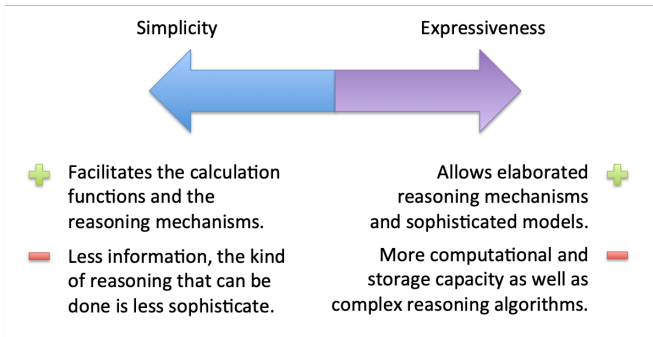 Simplicity
Expressiveness
Facilitates the calculation
functions and the
reasoning mechanisms.
Less information, the kind
of reasoning that can be
done is less sophisticate.
Allows elaborated
reasoning mechanisms
and sophisticated models.
More computational and
storage capacity as well as
complex reasoning algorithms.